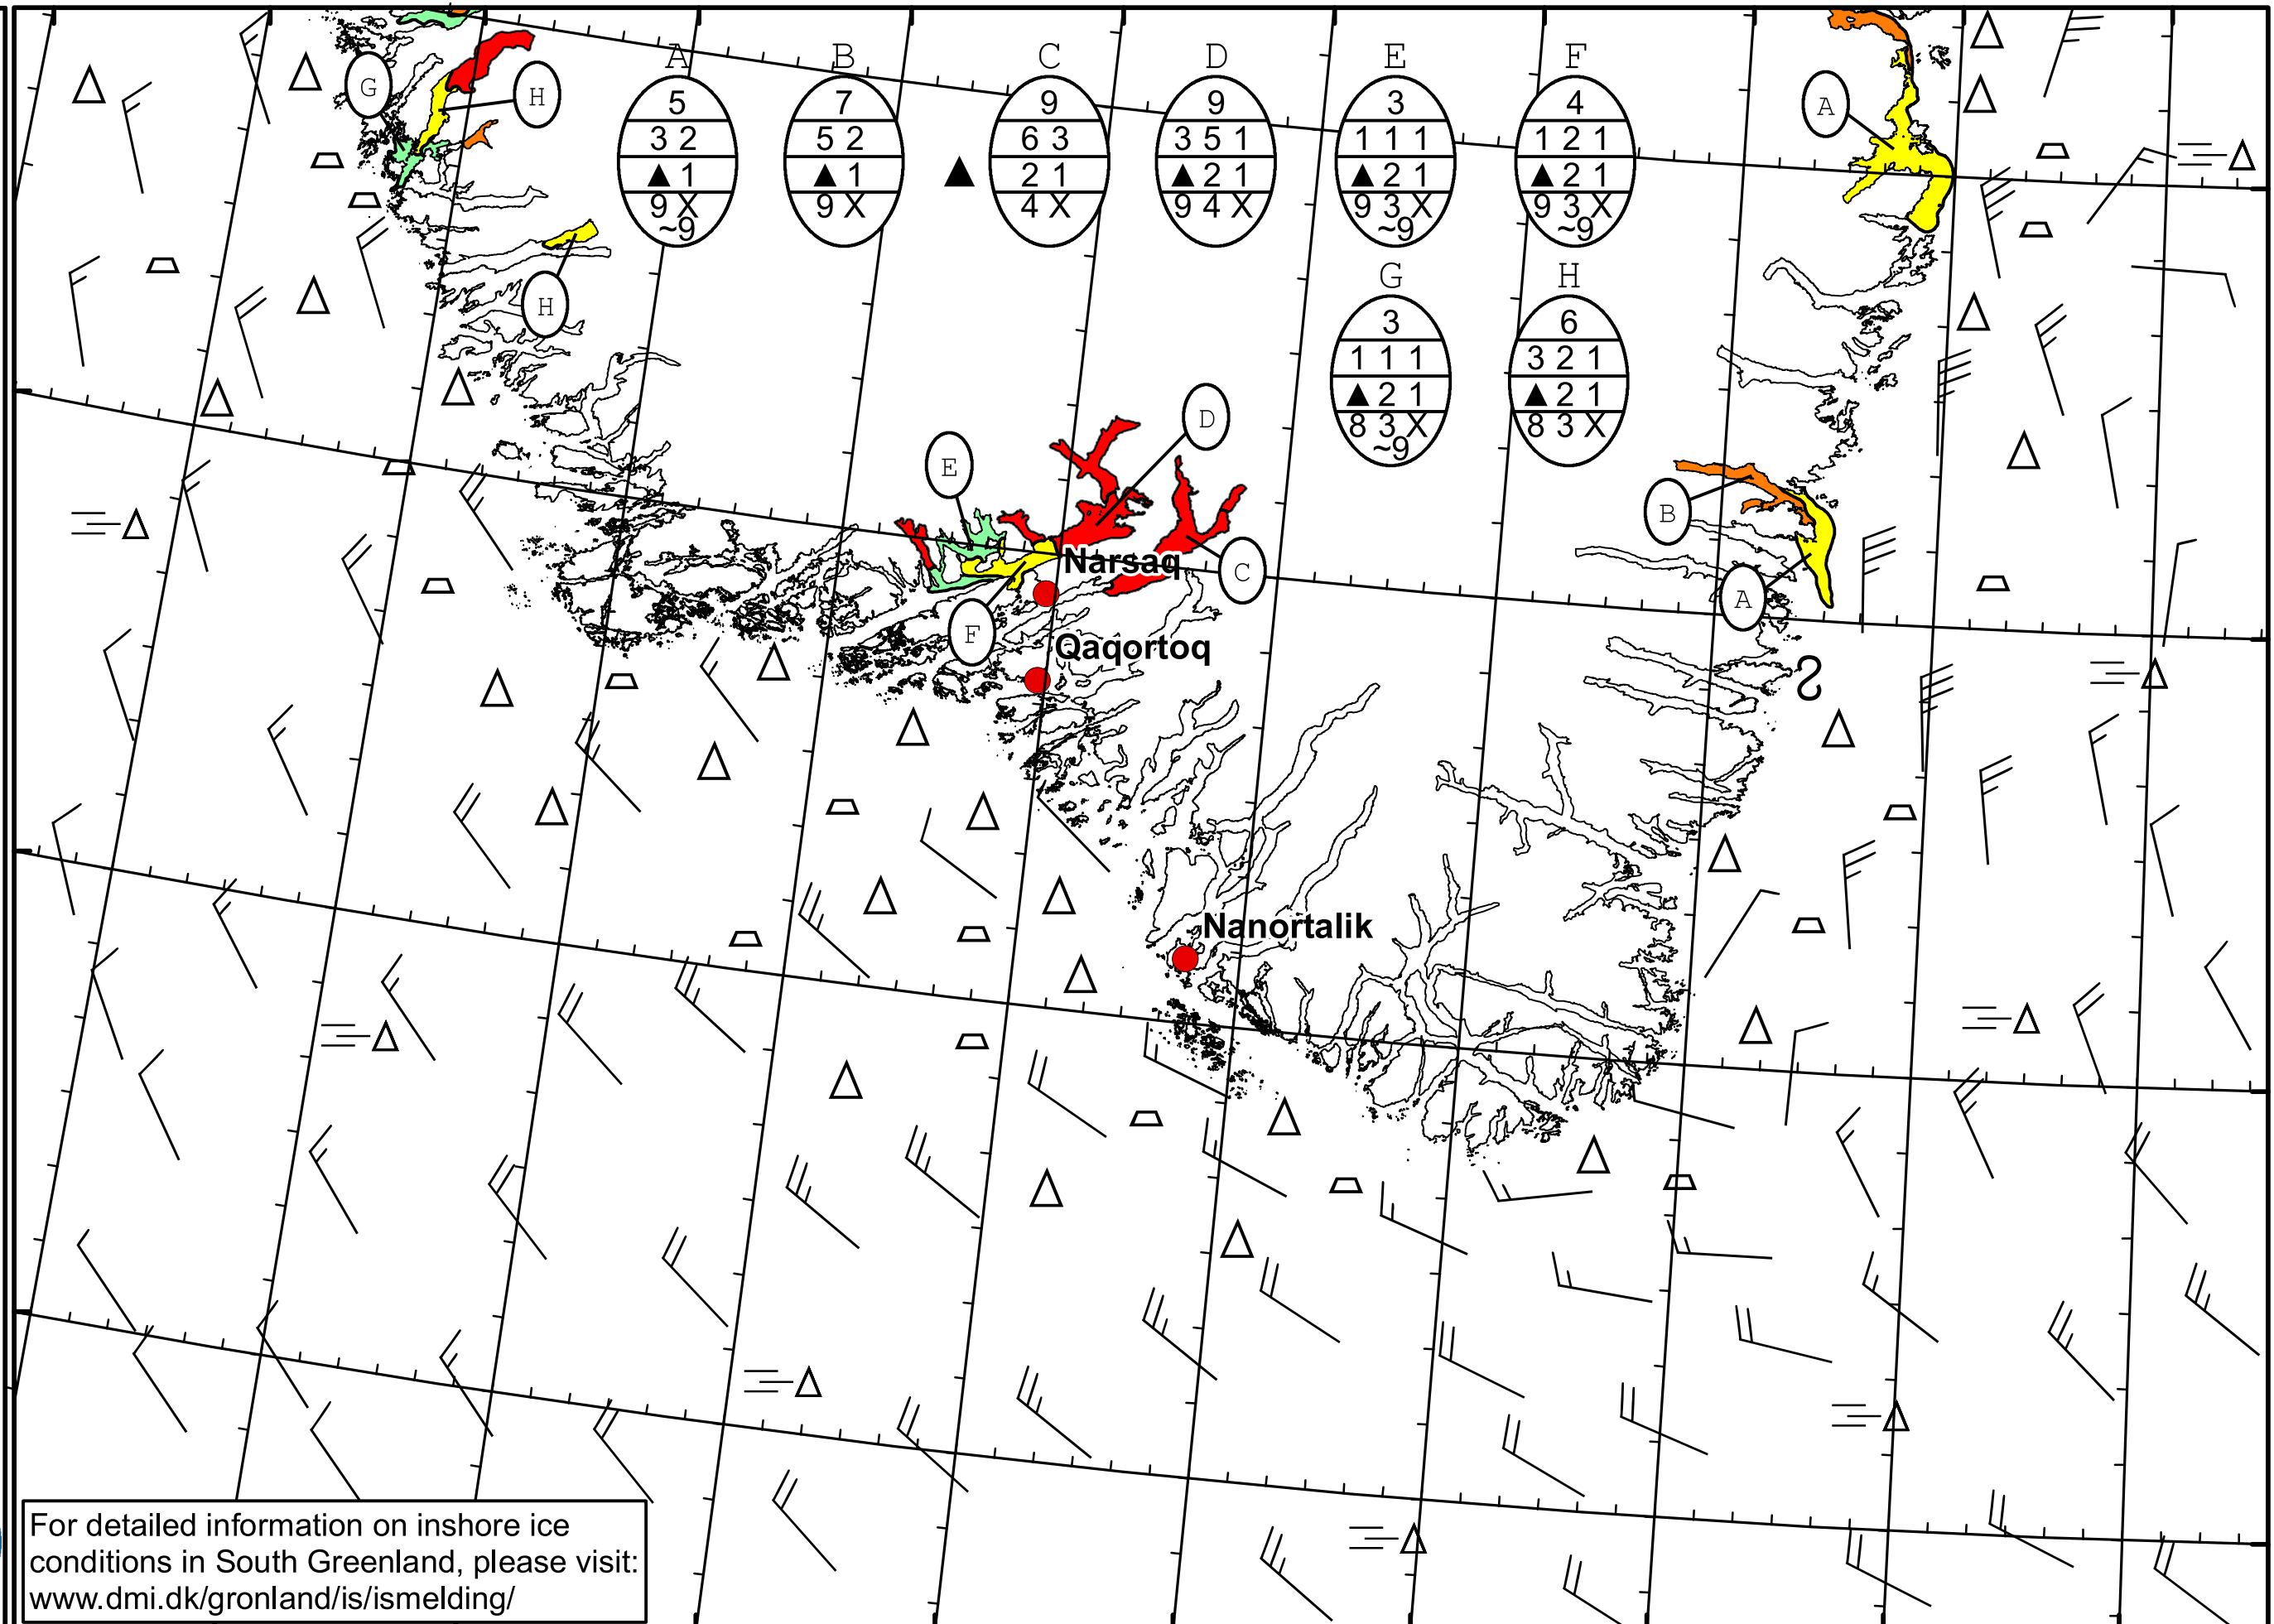 A B C D E F
5 7 9 9 3 4
3 2 5 2 6 3 3 5 1 1 1 1 1 2 1
▲ 1 ▲ 1 ▲ 2 1 ▲ 2 1 ▲ 2 1 ▲ 2 1
9 X 9 X 4 X 9 4 X 9 3 X 9 3 X
~9 ~9 ~9
G H
3 6
1 1 1 3 2 1
▲ 2 1 ▲ 2 1
8 3 X 8 3 X
~9
G
H
A
H
D
E
B
C
A
F
Narsaq
Qaqortoq
Nanortalik
For detailed information on inshore ice
conditions in South Greenland, please visit:
www.dmi.dk/gronland/is/ismelding/